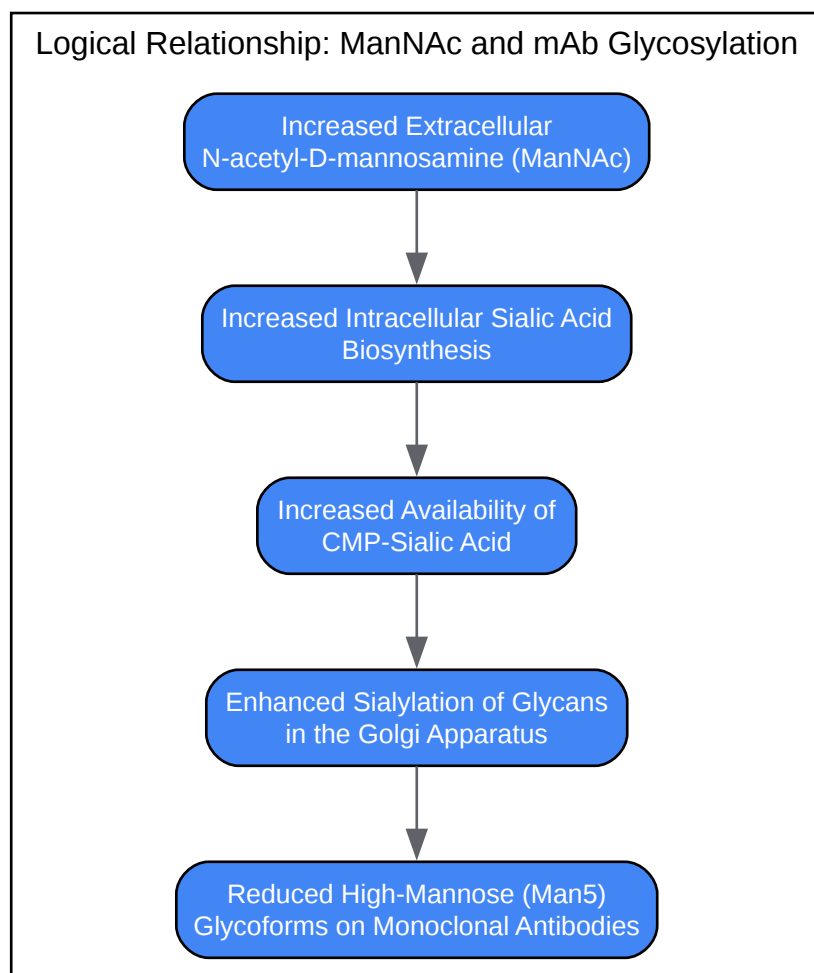 Logical Relationship: ManNAc and mAb Glycosylation
Increased Extracellular
N-acetyl-D-mannosamine (ManNAc)
Increased Intracellular Sialic Acid
Biosynthesis
Increased Availability of
CMP-Sialic Acid
Enhanced Sialylation of Glycans
in the Golgi Apparatus
Reduced High-Mannose (Man5)
Glycoforms on Monoclonal Antibodies